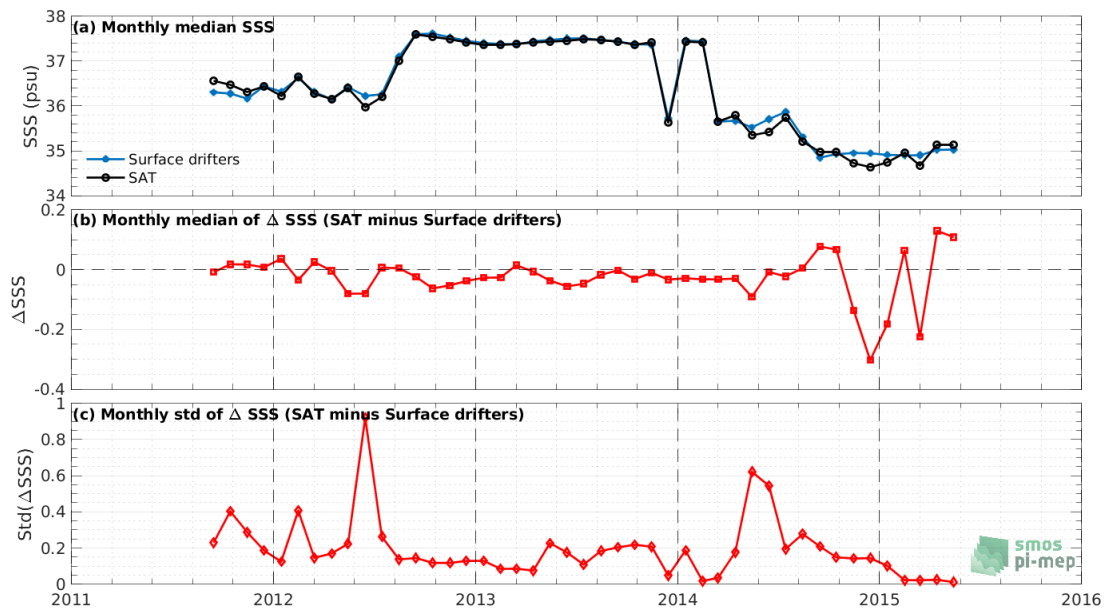 (a) Monthly median SSS
38
37
36
35
34
SSS (psu)
Surface drifters
SAT
(b) Monthly median of Δ SSS (SAT minus Surface drifters)
0.2
0
-0.2
-0.4
ΔSSS
(c) Monthly std of Δ SSS (SAT minus Surface drifters)
1
0.8
0.6
0.4
0.2
0
Std(ΔSSS)
smos
pi-mep
2011 2012 2013 2014 2015 2016